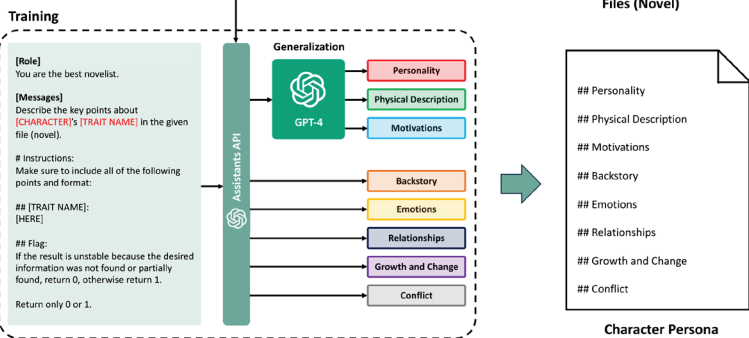 Files (Novel)
Training
[Role]
You are the best novelist.
[Messages]
Describe the key points about
[CHARACTER]'s [TRAIT NAME] in the given
file (novel).
# Instructions:
Make sure to include all of the following
points and format:
## [TRAIT NAME]:
[HERE]
## Flag:
If the result is unstable because the desired
information was not found or partially
found, return 0, otherwise return 1.
Return only 0 or 1.
Assistants API
Generalization
GPT-4
Personality
Physical Description
Motivations
Backstory
Emotions
Relationships
Growth and Change
Conflict
## Personality
## Physical Description
## Motivations
## Backstory
## Emotions
## Relationships
## Growth and Change
## Conflict
Character Persona